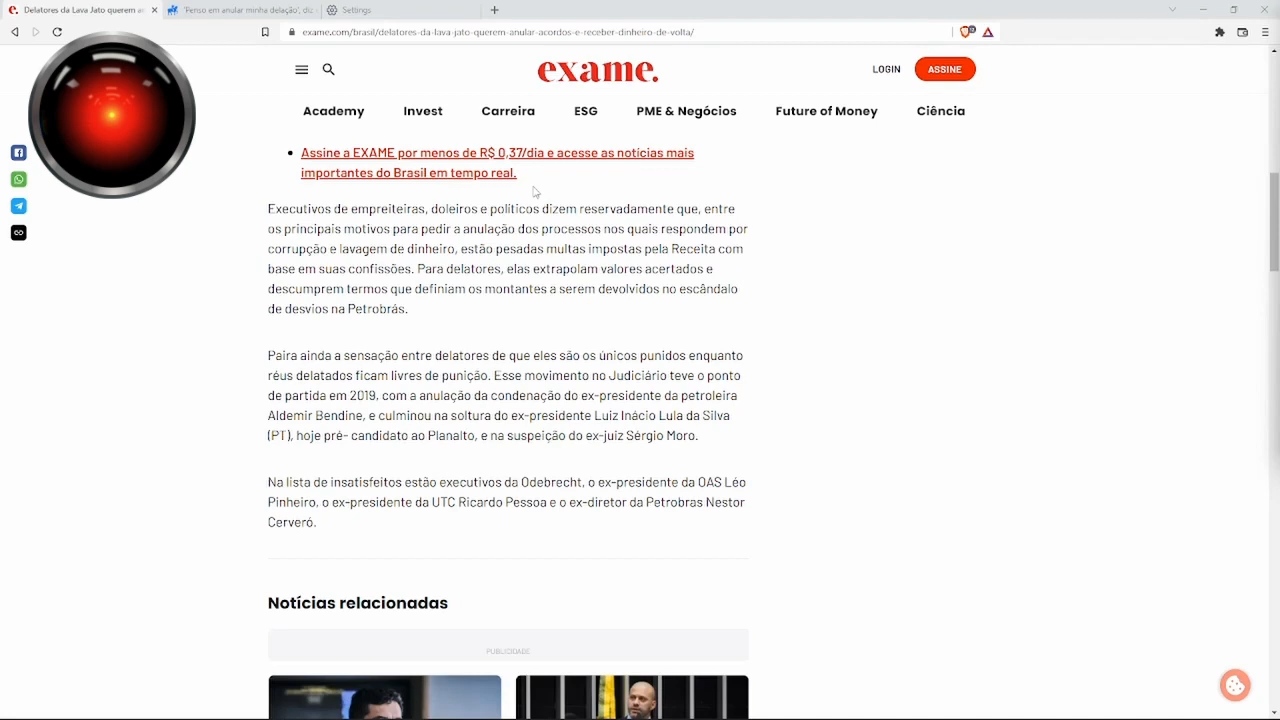 Delatores da Lava Jato querem an
'Penso em anular minha delação', diz
Settings
exame.com/brasil/delatores-da-lava-jato-querem-anular-acordos-e-receber-dinheiro-de-volta/
exame.
LOGIN
ASSINE
Academy
Invest
Carreira
ESG
PME & Negócios
Future of Money
Ciência
Assine a EXAME por menos de R$ 0,37/dia e acesse as notícias mais
importantes do Brasil em tempo real.
Executivos de empreiteiras, doleiros e políticos dizem reservadamente que, entre
os principais motivos para pedir a anulação dos processos nos quais respondem por
corrupção e lavagem de dinheiro, estão pesadas multas impostas pela Receita com
base em suas confissões. Para delatores, elas extrapolam valores acertados e
descumprem termos que definiam os montantes a serem devolvidos no escândalo
de desvios na Petrobrás.
Paira ainda a sensação entre delatores de que eles são os únicos punidos enquanto
réus delatados ficam livres de punição. Esse movimento no Judiciário teve o ponto
de partida em 2019, com a anulação da condenação do ex-presidente da petroleira
Aldemir Bendine, e culminou na soltura do ex-presidente Luiz Inácio Lula da Silva
(PT), hoje pré- candidato ao Planalto, e na suspeição do ex-juiz Sérgio Moro.
Na lista de insatisfeitos estão executivos da Odebrecht, o ex-presidente da OAS Léo
Pinheiro, o ex-presidente da UTC Ricardo Pessoa e o ex-diretor da Petrobras Nestor
Cerveró.
Notícias relacionadas
PUBLICIDADE